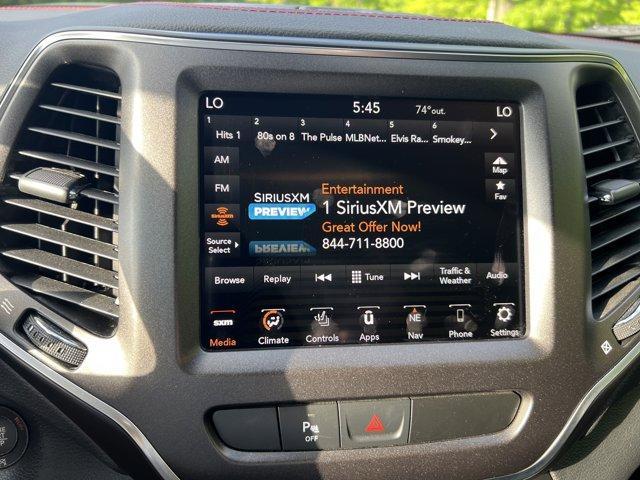 LO 5:45 74°out. LO
1 2 3 4 5 6
Hits 1 80s on 8 The Pulse MLBNet... Elvis Ra... Smokey...
AM
FM
SiriusXm
Source
Select
Map
Fav
SIRIUSXM
PREVIEW
Entertainment
1 SiriusXM Preview
Great Offer Now!
844-711-8800
Browse Replay Tune Traffic &
Weather Audio
sxm
Media Climate Controls Apps NE
Nav Phone Settings
P
OFF